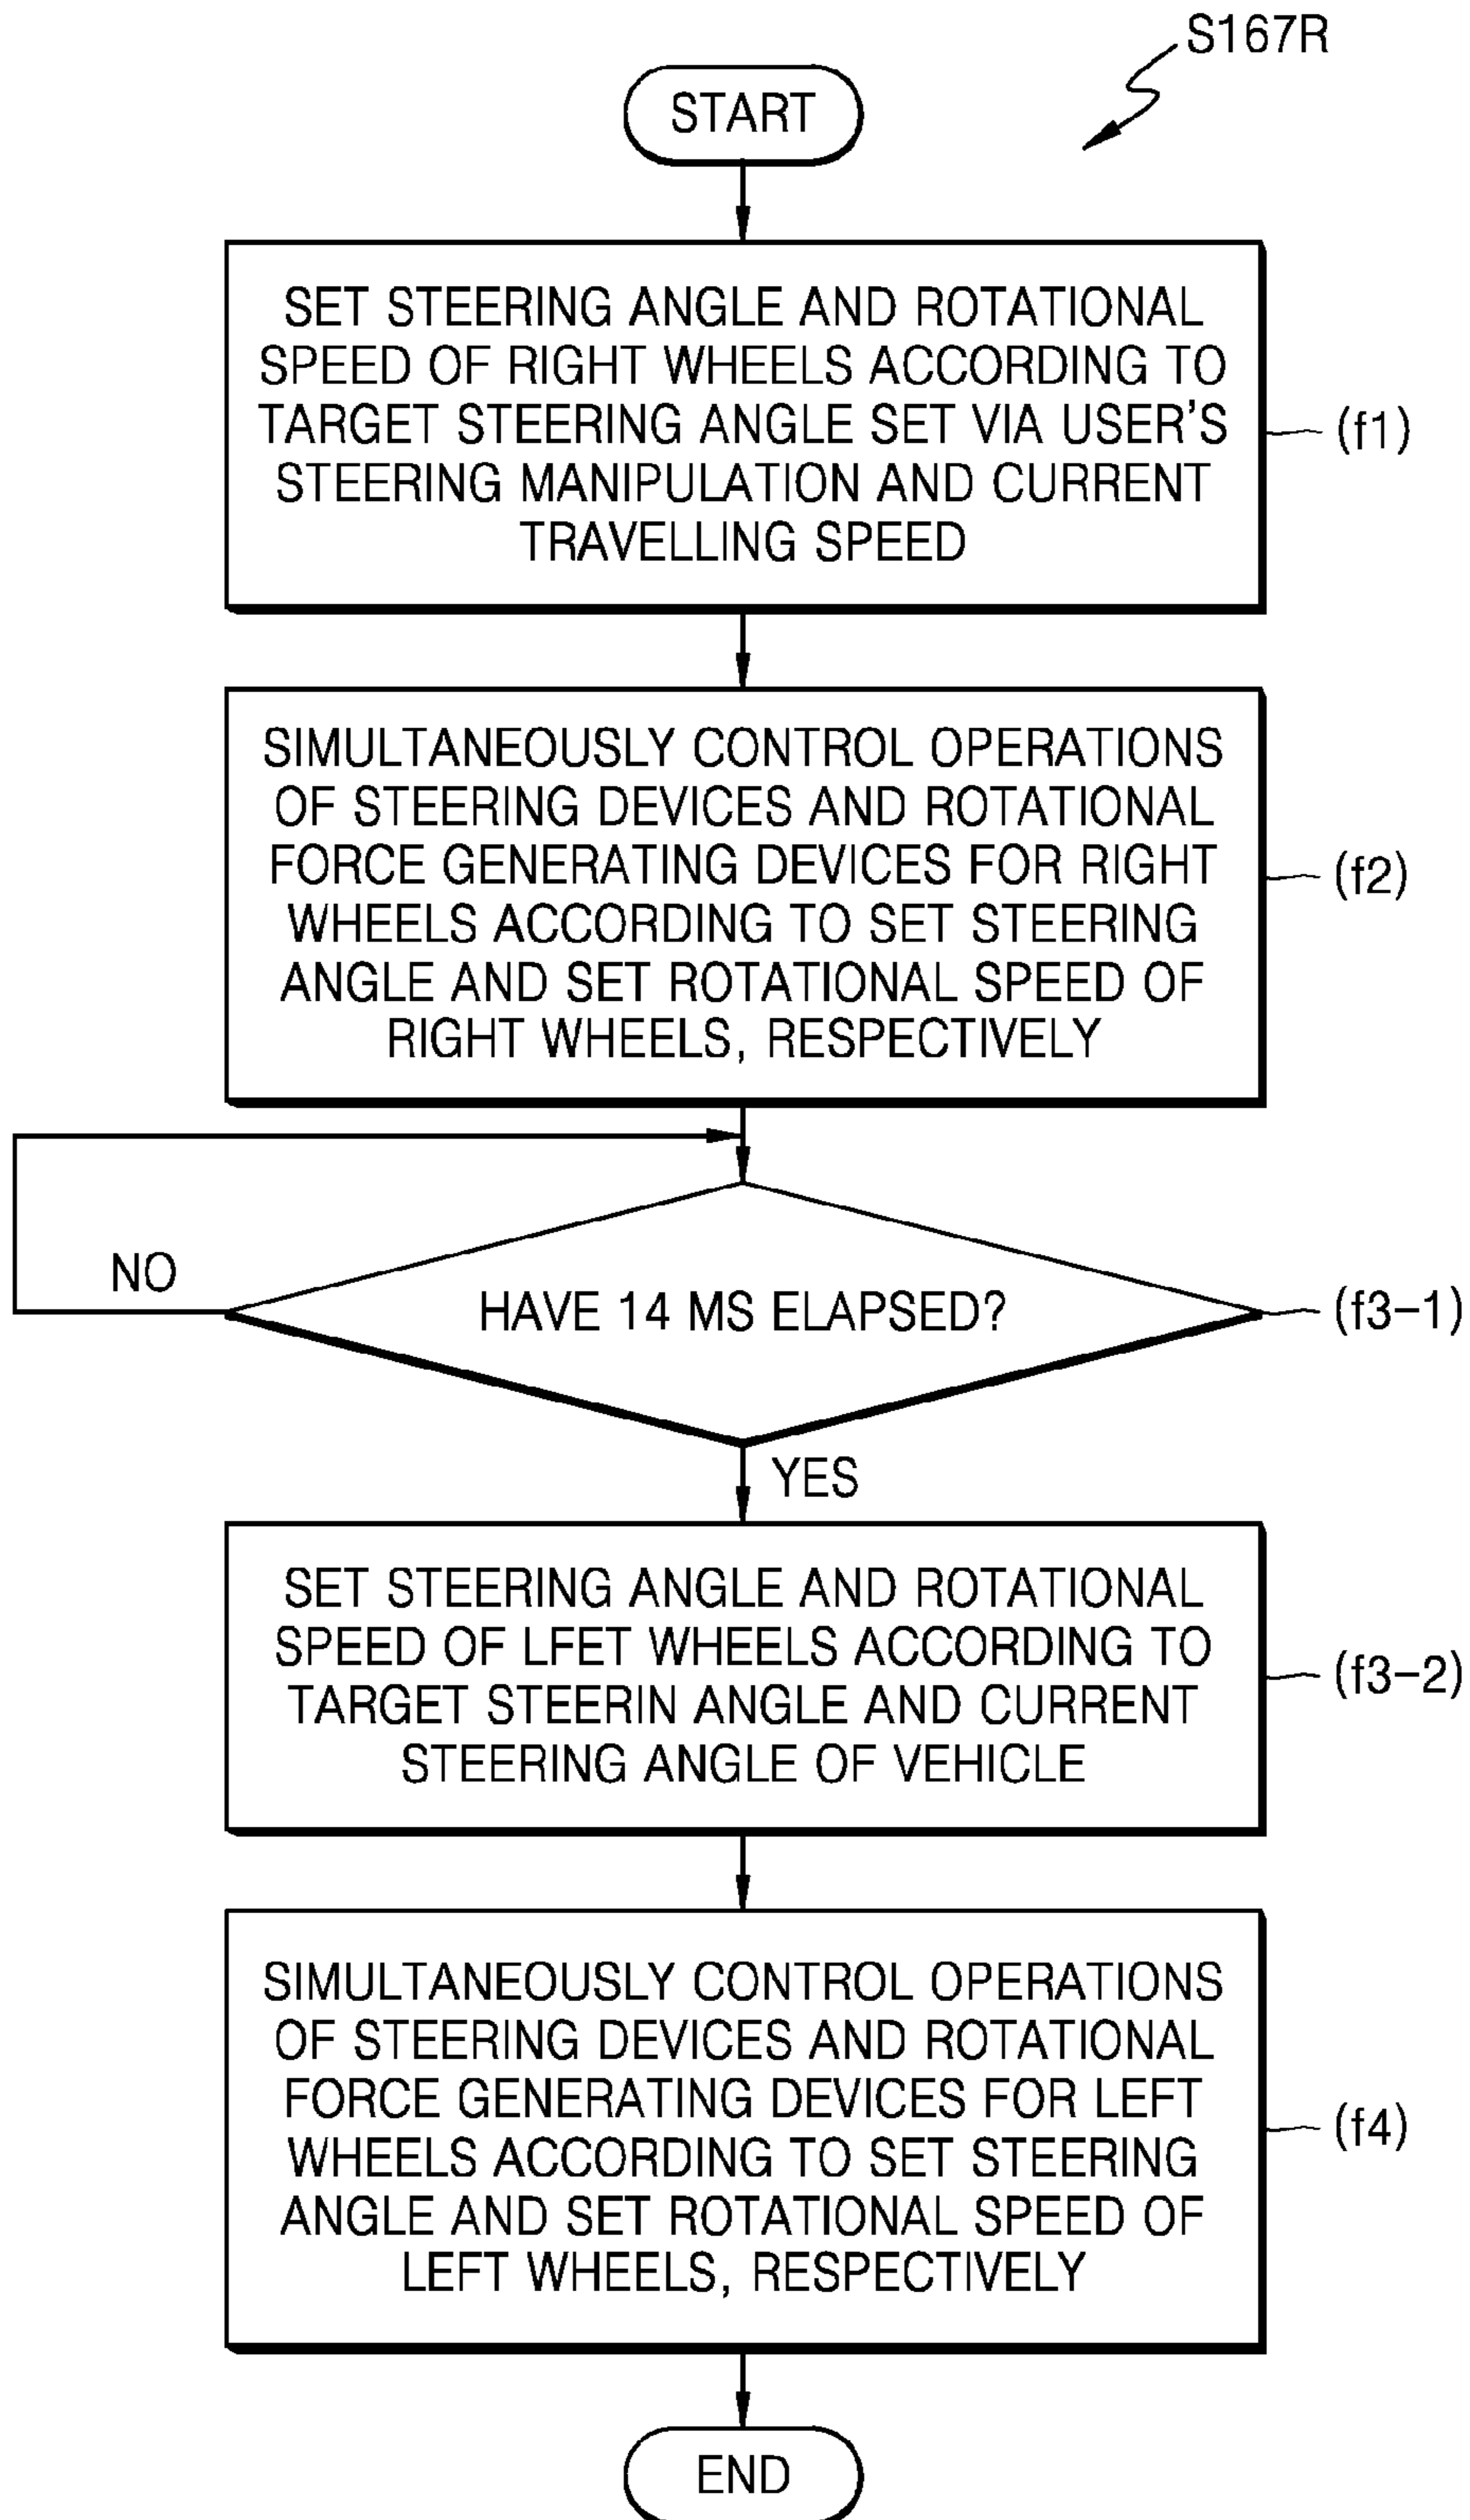 S167R
START
SET STEERING ANGLE AND ROTATIONAL
SPEED OF RIGHT WHEELS ACCORDING TO
TARGET STEERING ANGLE SET VIA USER'S
STEERING MANIPULATION AND CURRENT
TRAVELLING SPEED
(f1)
SIMULTANEOUSLY CONTROL OPERATIONS
OF STEERING DEVICES AND ROTATIONAL
FORCE GENERATING DEVICES FOR RIGHT
WHEELS ACCORDING TO SET STEERING
ANGLE AND SET ROTATIONAL SPEED OF
RIGHT WHEELS, RESPECTIVELY
(f2)
NO
HAVE 14 MS ELAPSED?
(f3-1)
YES
SET STEERING ANGLE AND ROTATIONAL
SPEED OF LFET WHEELS ACCORDING TO
TARGET STEERIN ANGLE AND CURRENT
STEERING ANGLE OF VEHICLE
(f3-2)
SIMULTANEOUSLY CONTROL OPERATIONS
OF STEERING DEVICES AND ROTATIONAL
FORCE GENERATING DEVICES FOR LEFT
WHEELS ACCORDING TO SET STEERING
ANGLE AND SET ROTATIONAL SPEED OF
LEFT WHEELS, RESPECTIVELY
(f4)
END